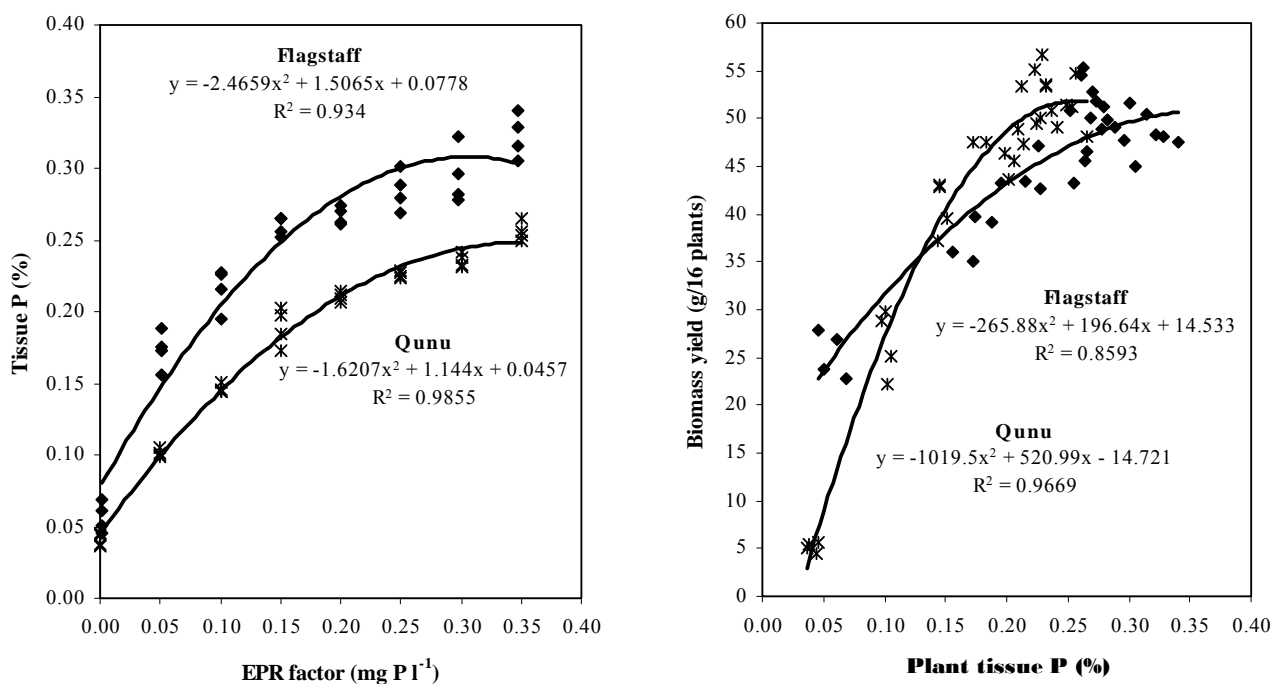 0.40
0.35
0.30
0.25
0.20
0.15
0.10
0.05
0.00
Tissue P (%)
Flagstaff
y = -2.4659x² + 1.5065x + 0.0778
R² = 0.934
Qunu
y = -1.6207x² + 1.144x + 0.0457
R² = 0.9855
0.00 0.05 0.10 0.15 0.20 0.25 0.30 0.35 0.40
EPR factor (mg P l⁻¹)
60
55
50
45
40
35
30
25
20
15
10
5
0
Biomass yield (g/16 plants)
Flagstaff
y = -265.88x² + 196.64x + 14.533
R² = 0.8593
Qunu
y = -1019.5x² + 520.99x - 14.721
R² = 0.9669
0.00 0.05 0.10 0.15 0.20 0.25 0.30 0.35 0.40
Plant tissue P (%)